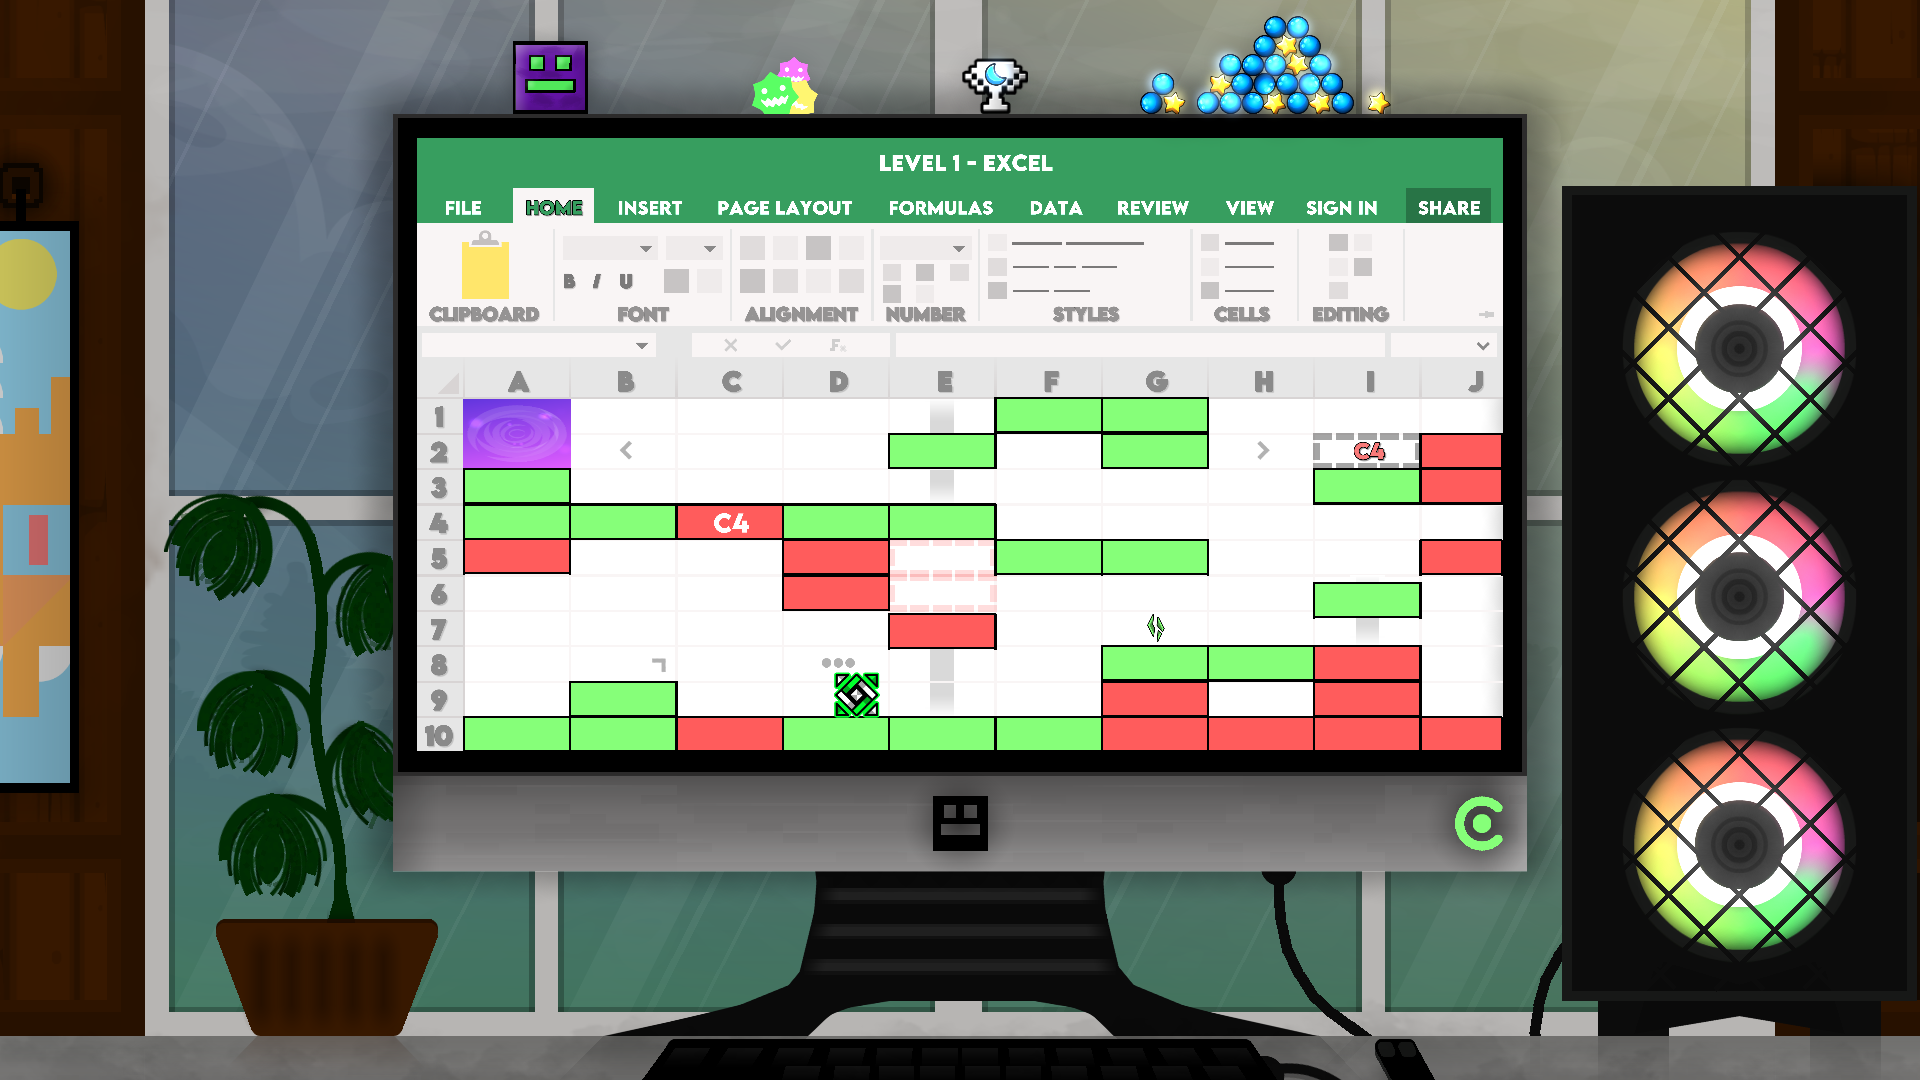 LEVEL 1 - EXCEL
FILE HOME INSERT PAGE LAYOUT FORMULAS DATA REVIEW VIEW SIGN IN SHARE
B I U
CLIPBOARD FONT ALIGNMENT NUMBER STYLES CELLS EDITING
Fx
A B C D E F G H I J
1
2 C4
3
4 C4
5
6
7
8
9
10